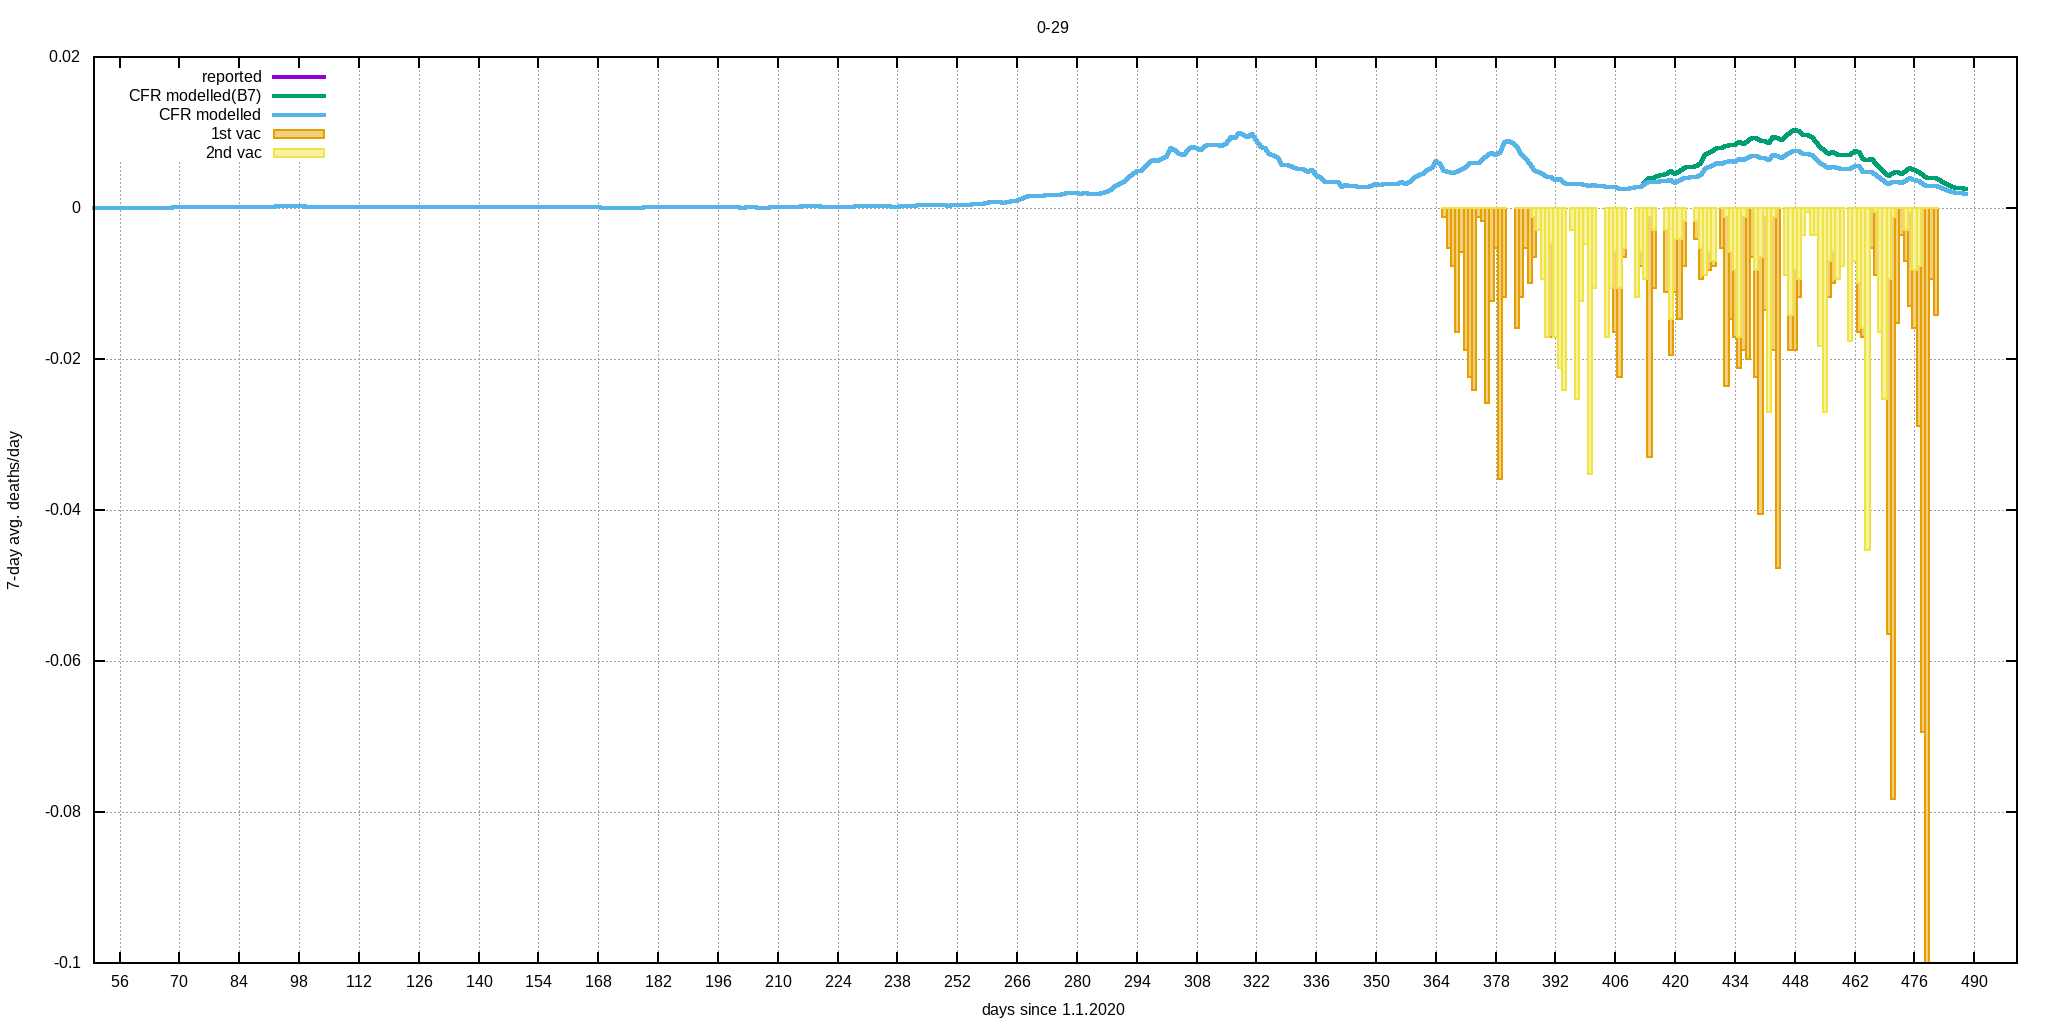 0-29
reported
CFR modelled(B7)
CFR modelled
1st vac
2nd vac
0.02
0
-0.02
-0.04
-0.06
-0.08
-0.1
7-day avg. deaths/day
56 70 84 98 112 126 140 154 168 182 196 210 224 238 252 266 280 294 308 322 336 350 364 378 392 406 420 434 448 462 476 490
days since 1.1.2020